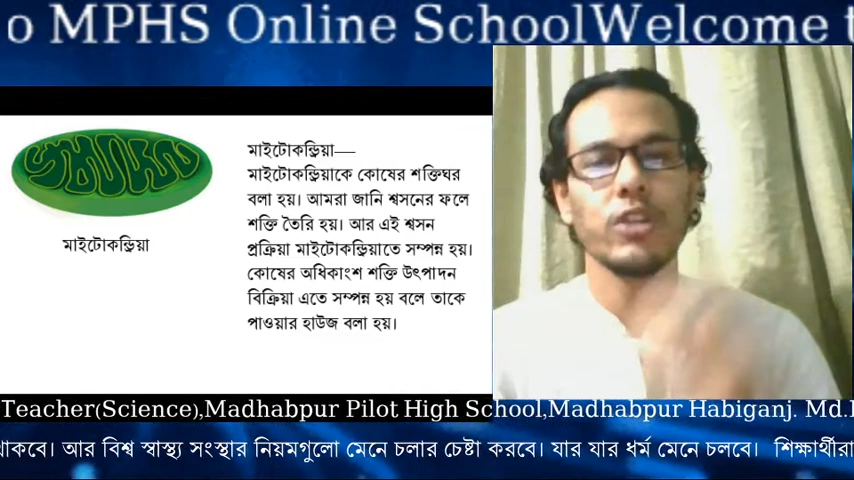 o MPHS Online SchoolWelcome t
মাইটোকন্ড্রিয়া
মাইটোকন্ড্রিয়া—
মাইটোকন্ড্রিয়াকে কোষের শক্তিঘর
বলা হয়। আমরা জানি শ্বসনের ফলে
শক্তি তৈরি হয়। আর এই শ্বসন
প্রক্রিয়া মাইটোকন্ড্রিয়াতে সম্পন্ন হয়।
কোষের অধিকাংশ শক্তি উৎপাদন
বিক্রিয়া এতে সম্পন্ন হয় বলে তাকে
পাওয়ার হাউজ বলা হয়।
Teacher(Science),Madhabpur Pilot High School,Madhabpur Habiganj. Md.
থাকবে। আর বিশ্ব স্বাস্থ্য সংস্থার নিয়মগুলো মেনে চলার চেষ্টা করবে। যার যার ধর্ম মেনে চলবে। শিক্ষার্থীরা